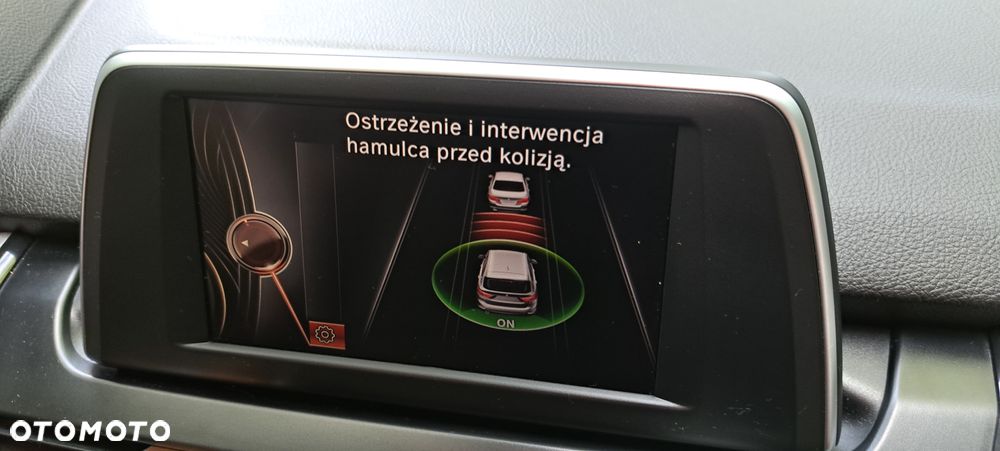 Ostrzeżenie i interwencja
hamulca przed kolizją.
ON
OTOMOTO